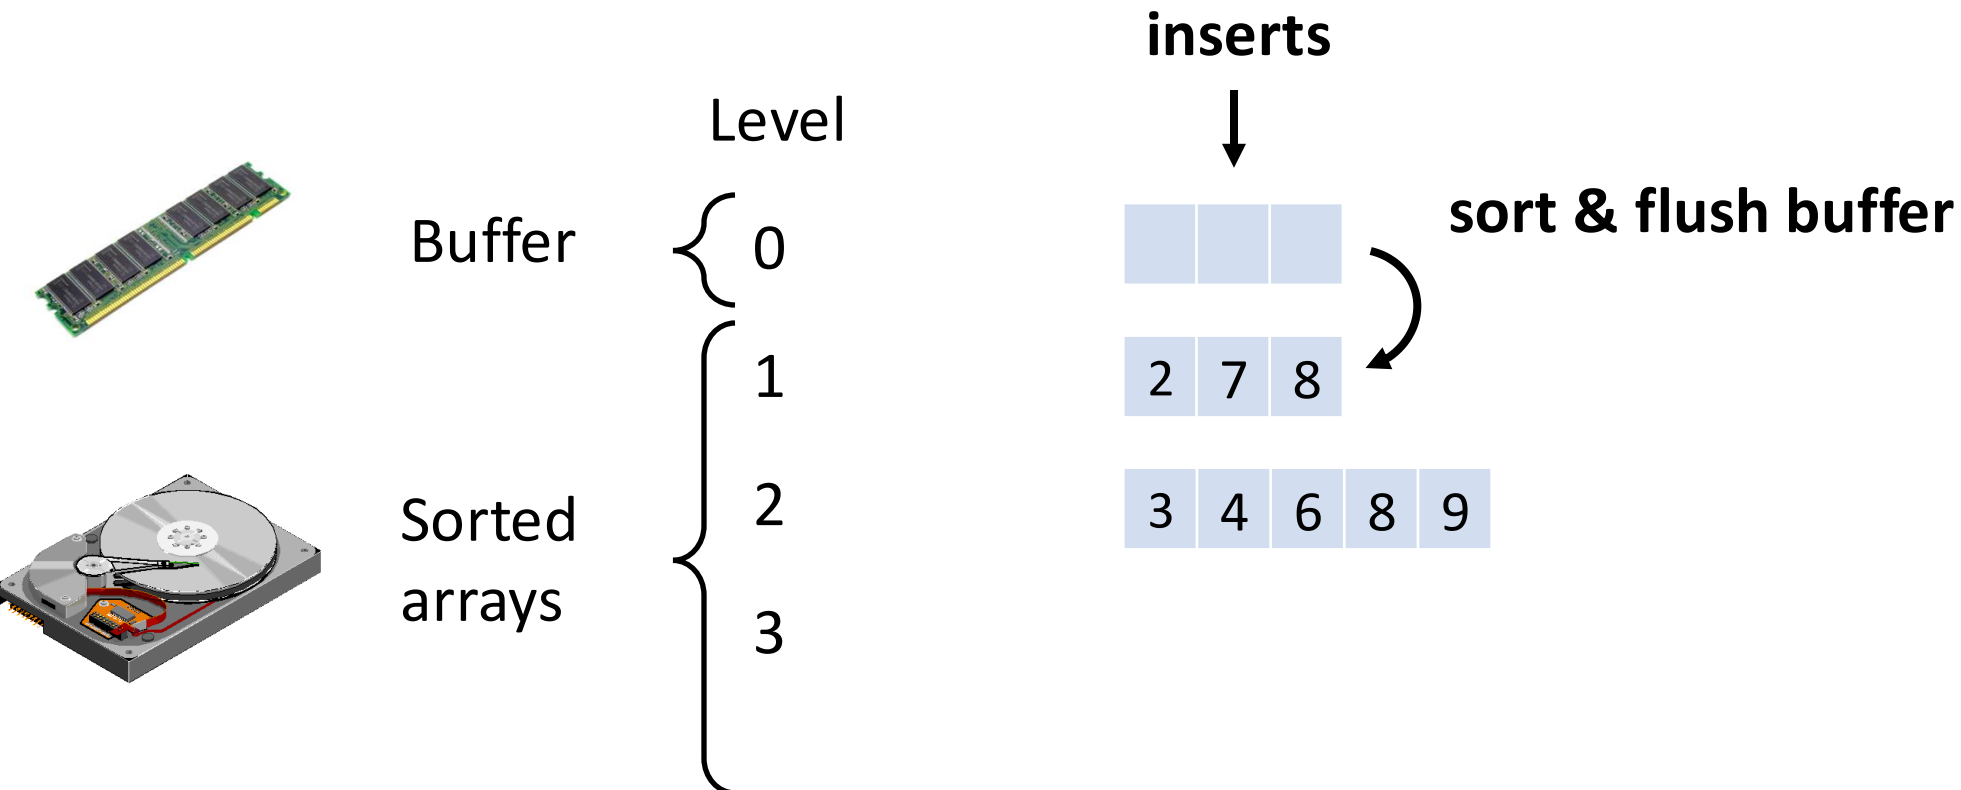 inserts
Level
Buffer
0
sort & flush buffer
1
2 7 8
Sorted
arrays
2
3 4 6 8 9
3